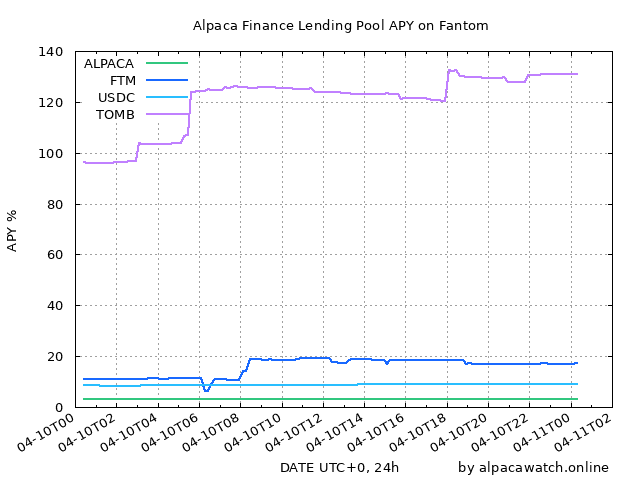 Alpaca Finance Lending Pool APY on Fantom
ALPACA
FTM
USDC
TOMB
APY %
140
120
100
80
60
40
20
0
04-10T00
04-10T02
04-10T04
04-10T06
04-10T08
04-10T10
04-10T12
04-10T14
04-10T16
04-10T18
04-10T20
04-10T22
04-11T00
04-11T02
DATE UTC+0, 24h
by alpacawatch.online